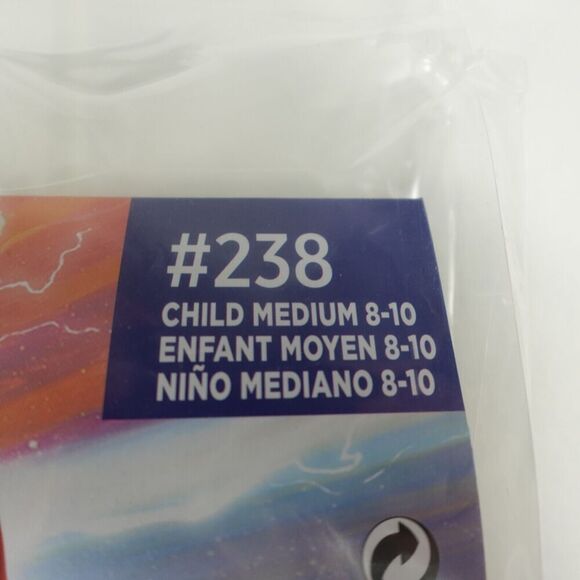 #238
CHILD MEDIUM 8-10
ENFANT MOYEN 8-10
NIÑO MEDIANO 8-10